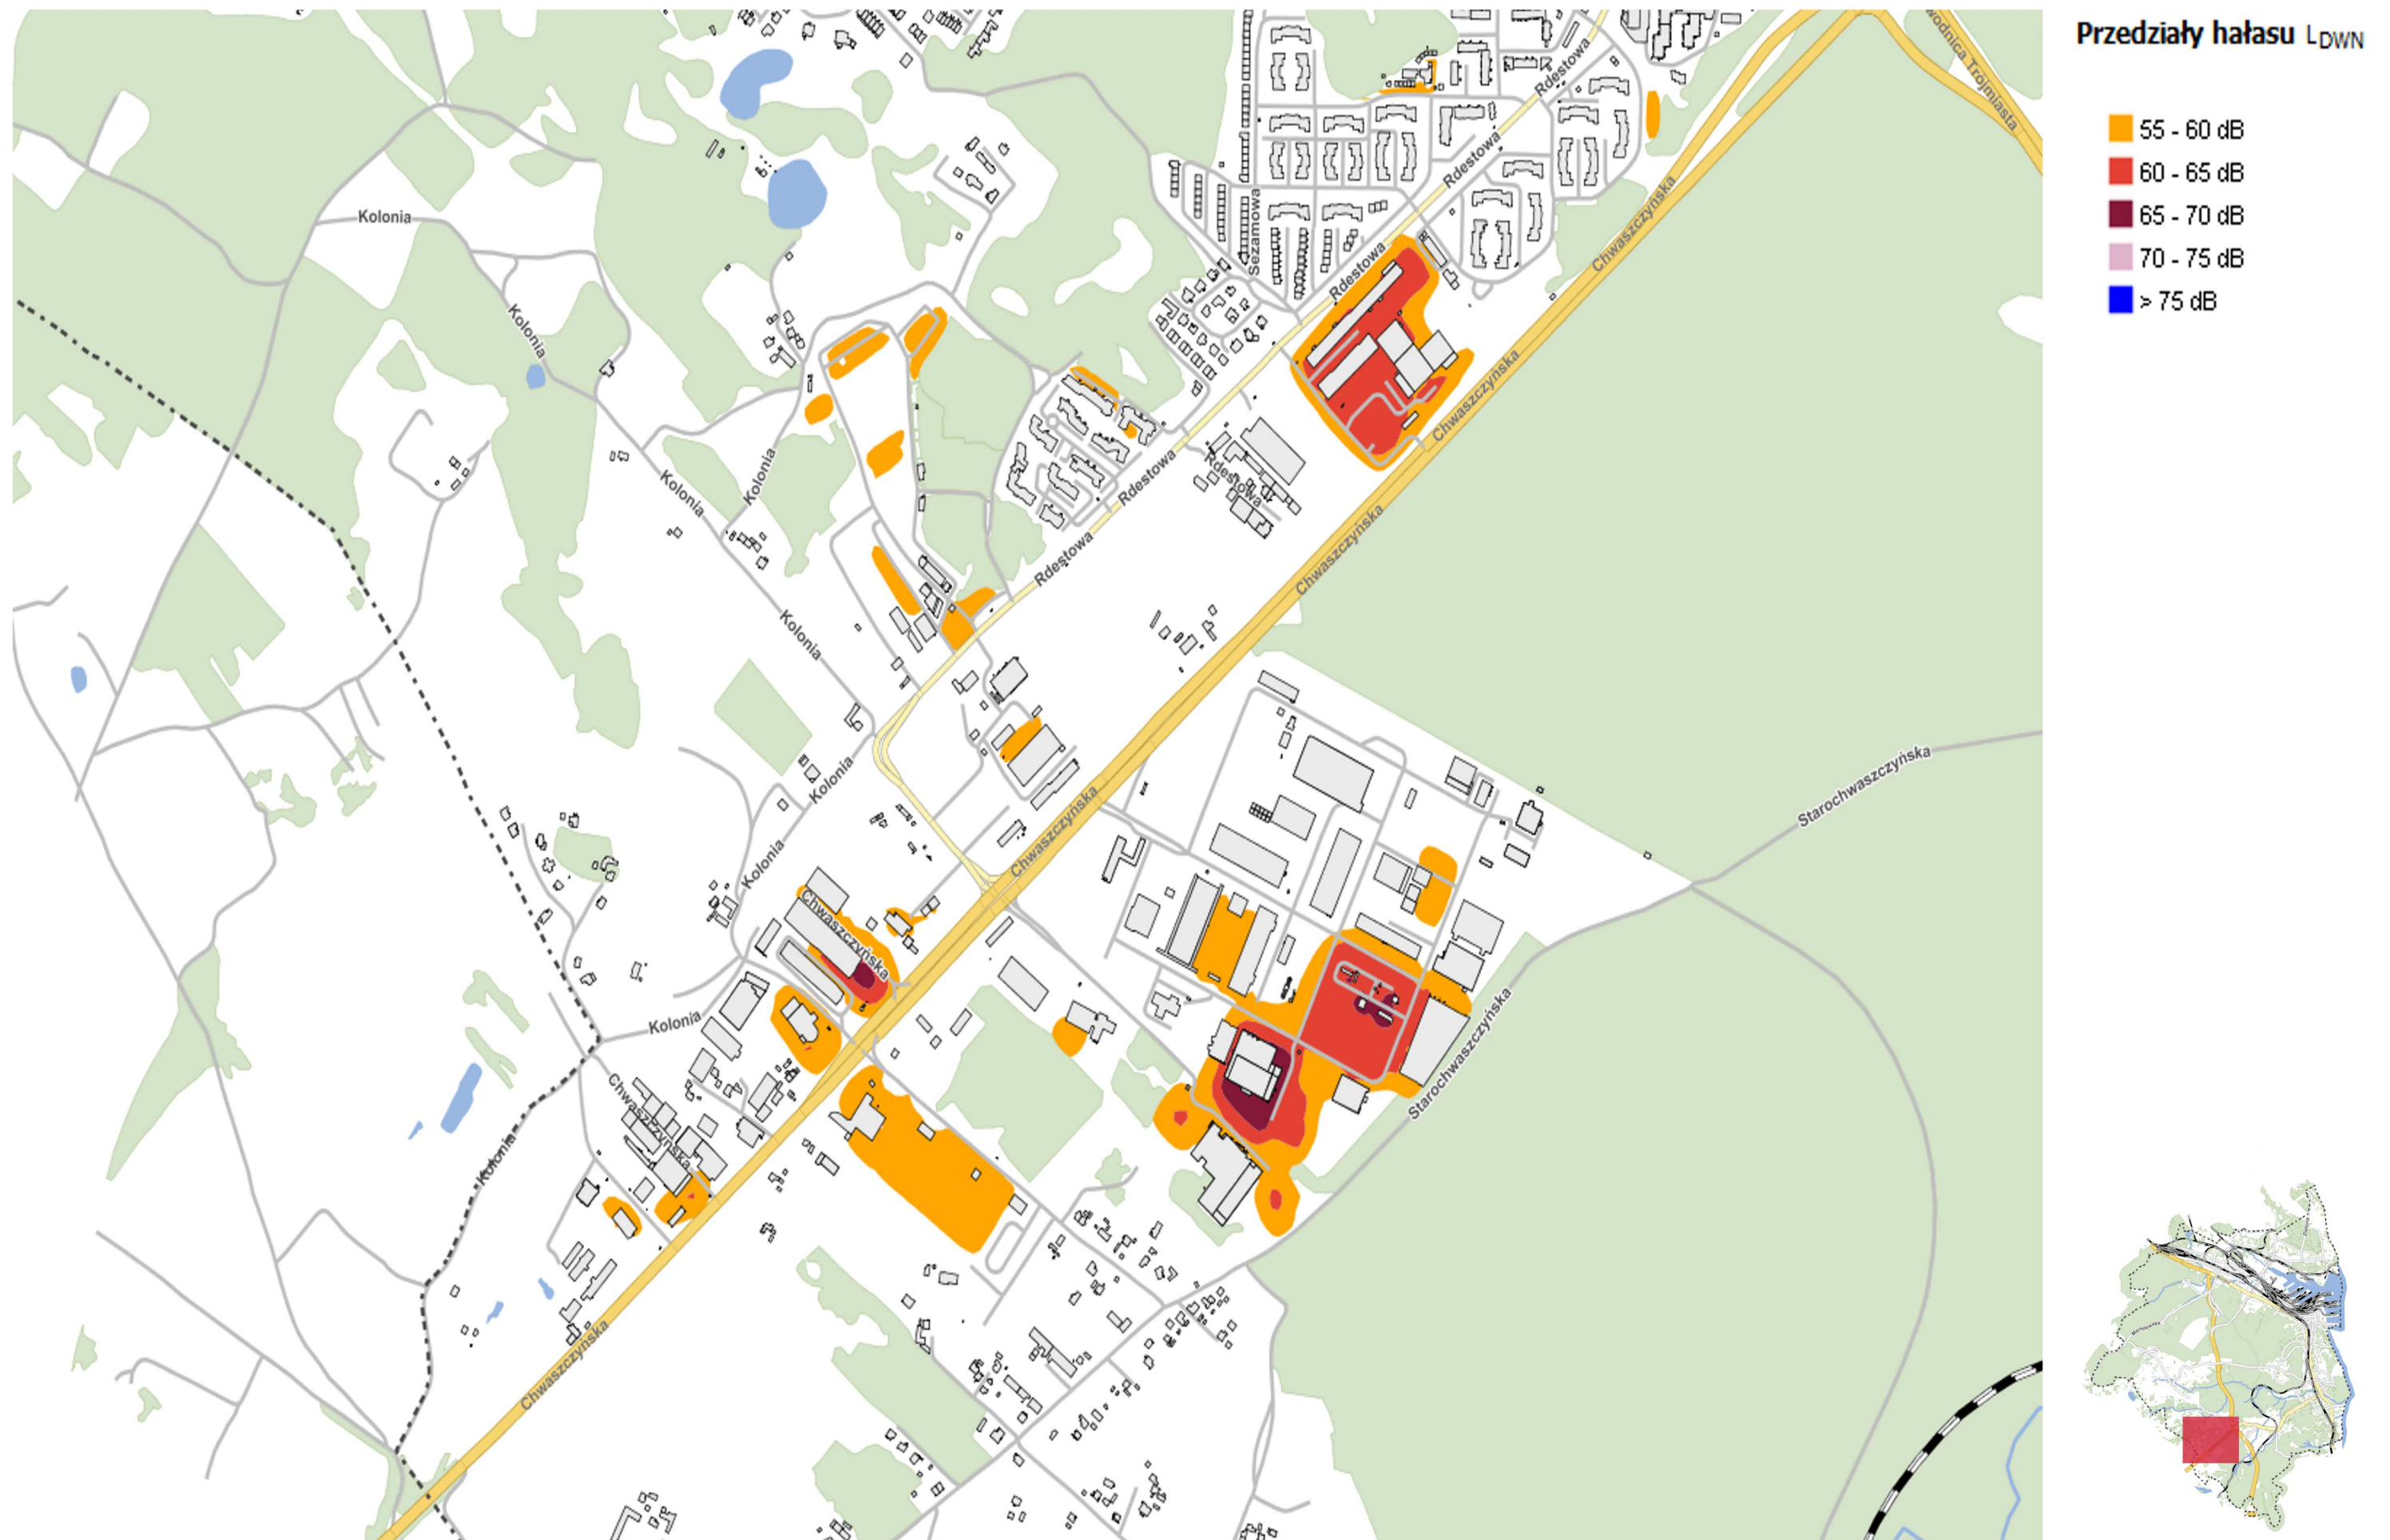 Przedziały hałasu LDWN
55 - 60 dB
60 - 65 dB
65 - 70 dB
70 - 75 dB
> 75 dB
Trojmiasta
Rdestowa
Rdestowa
Rdestowa
Sezamowa
Chwaszczyńska
Kolonia
Kolonia
Chwaszczyńska
Rdestowa
Rdestowa
Kolonia
Kolonia
Chwaszczyńska
Rdestowa
Kolonia
Kolonia
Starochwaszczyńska
Chwaszczyńska
Kolonia
Chwaszczyńska
Kolonia
Starochwaszczyńska
Chwaszczyńska
Kolonia
Chwaszczyńska